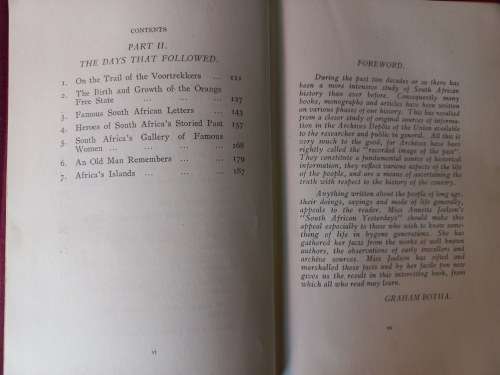 CONTENTS
PART II.
THE DAYS THAT FOLLOWED.
1. On the Trail of the Voortrekkers ... 121
2. The Birth and Growth of the Orange
Free State ... ... ... ... 137
3. Famous South African Letters ... 143
4. Heroes of South Africa's Storied Past 157
5. South Africa's Gallery of Famous
Women ... ... ... ... ... 168
6. An Old Man Remembers ... ... 179
7. Africa's Islands ... ... ... 187
vi
FOREWORD.
During the past two decades or so there has
been a more intensive study of South African
history than ever before. Consequently many
books, monographs and articles have been written
on various phases of our history. This has resulted
from a closer study of original sources of informa-
tion in the Archives Depôts of the Union available
to the researcher and public in general. All this is
very much to the good, for Archives have been
rightly called the "recorded image of the past"
They constitute a fundamental source of historical
information, they reflect various aspects of the life
of the people, and are a means of ascertaining the
truth with respect to the history of the country.
Anything written about the people of long ago,
their doings, sayings and mode of life generally,
appeals to the reader. Miss Annette Joelson's
"South African Yesterdays" should make this
appeal especially to those who wish to know some-
thing of life in bygone generations. She has
gathered her facts from the works of well known
authors, the observations of early travellers and
archive sources. Miss Joelson has sifted and
marshalled these facts and by her facile pen now
gives us the result in this interesting book, from
which all who read may learn.
GRAHAM BOTHA.